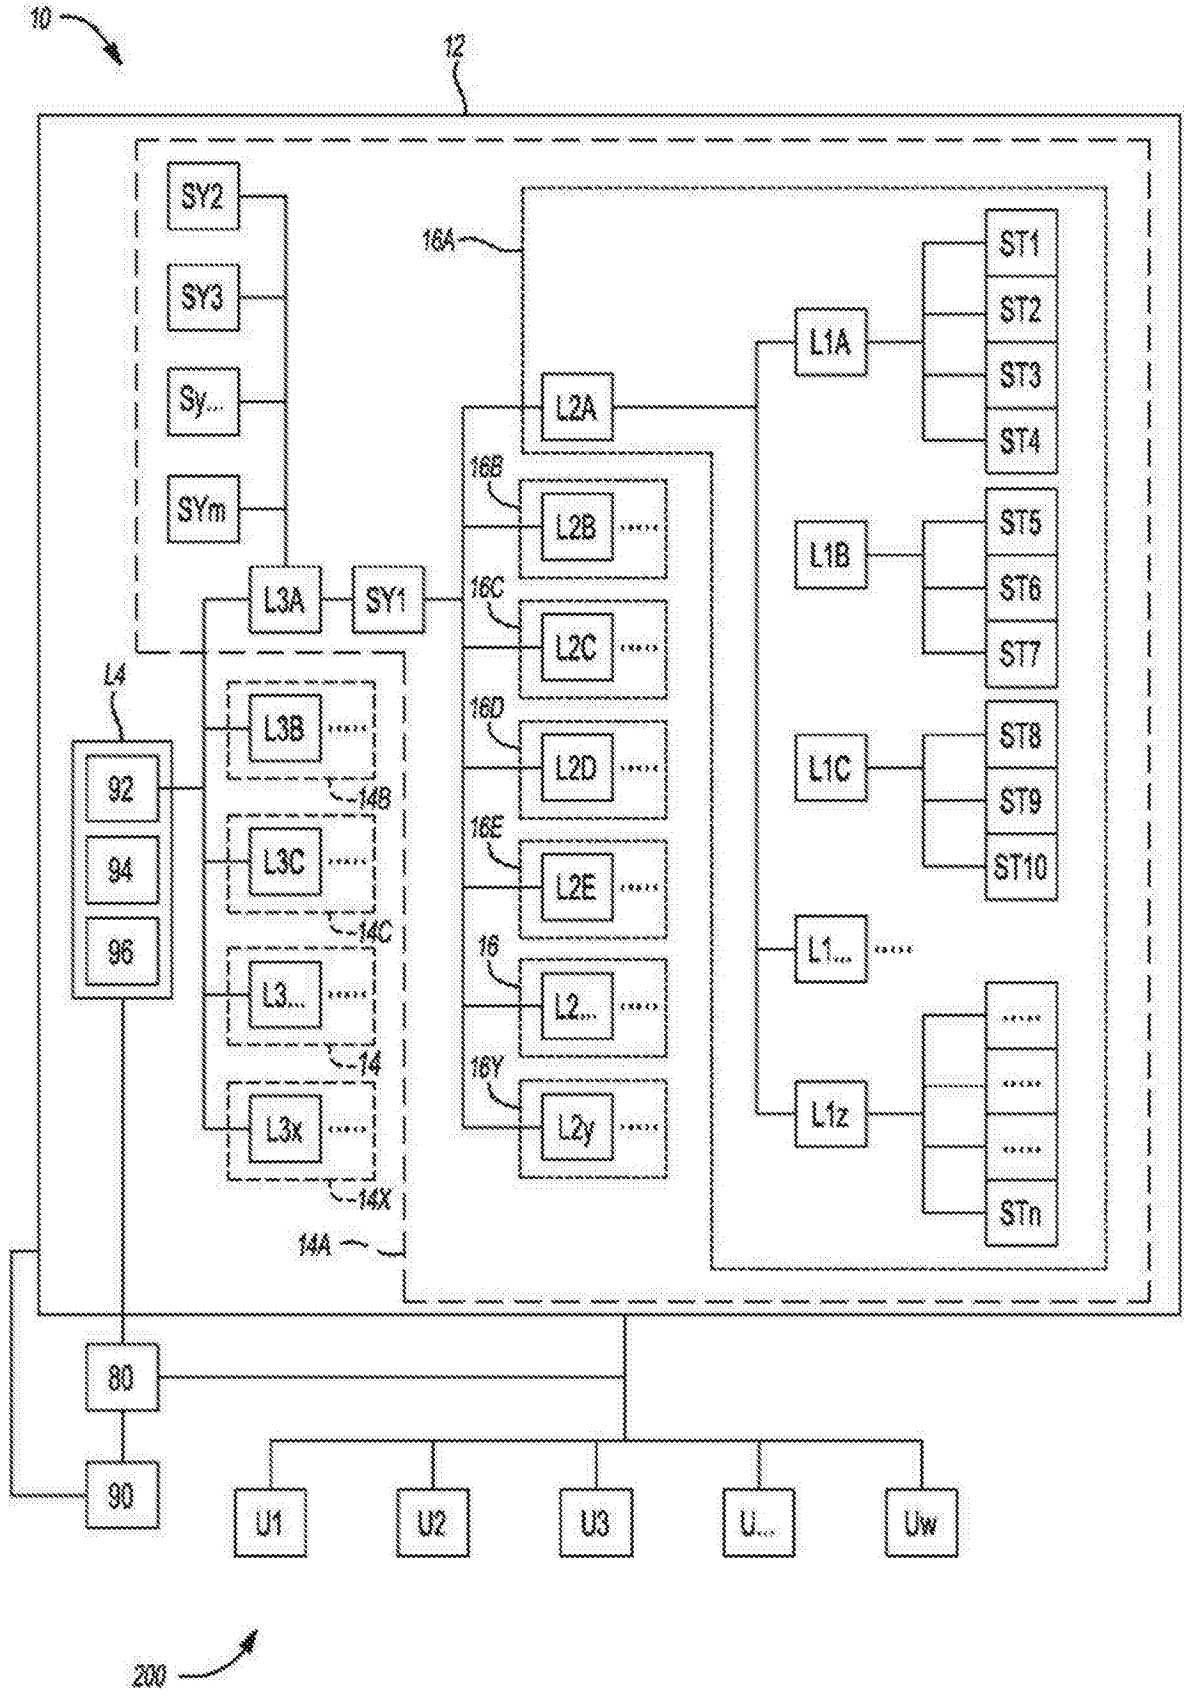 10
12
SY2
16A
ST1
SY3
ST2
L1A
ST3
Sy...
L2A
ST4
16B
SYm
L2B .....
ST5
L1B
L3A
SY1
16C
ST6
L2C .....
ST7
L4
L3B .....
16D
ST8
92
14B
L2D .....
L1C
ST9
94
L3C .....
16E
ST10
14C
L2E .....
96
16
L1... .....
L3... .....
L2... .....
.....
14
16Y
.....
L3x .....
L2y .....
L1z
.....
14X
STn
14A
80
90
U1
U2
U3
U...
Uw
200